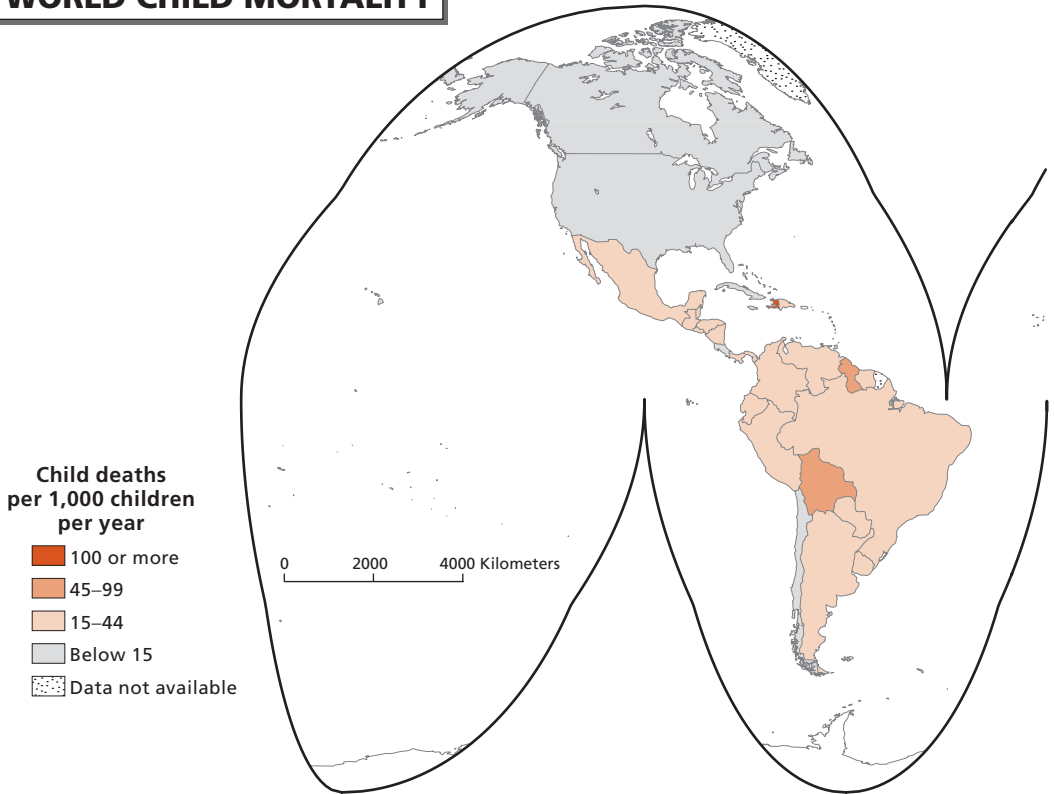 WORLD CHILD MORTALITY
Child deaths
per 1,000 children
per year
100 or more
45–99
15–44
Below 15
Data not available
0 2000 4000 Kilometers